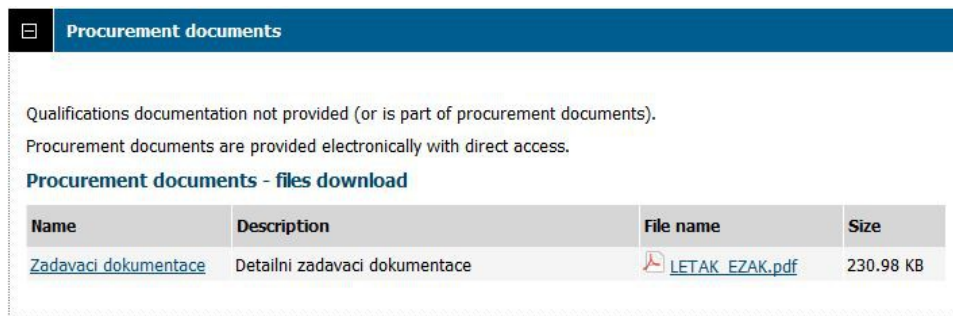 Procurement documents
Qualifications documentation not provided (or is part of procurement documents).
Procurement documents are provided electronically with direct access.
Procurement documents - files download
Name Description File name Size
Zadavaci dokumentace Detailni zadavaci dokumentace LETAK_EZAK.pdf 230.98 KB